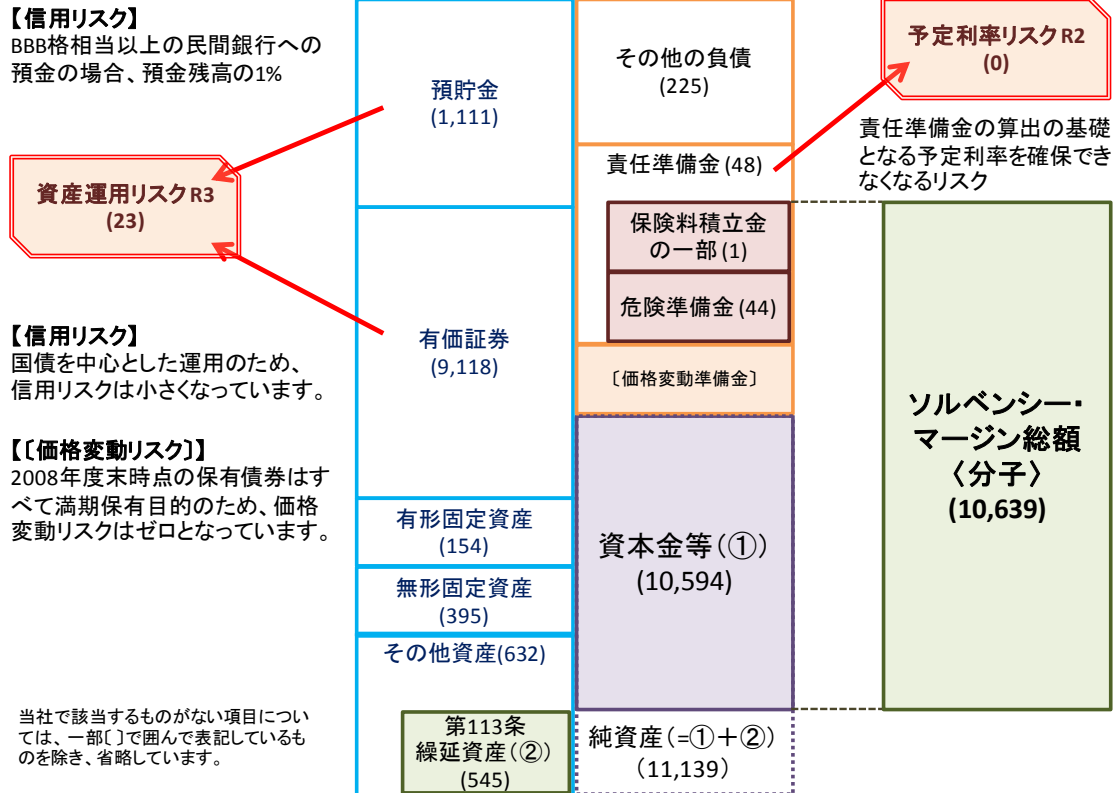 【信用リスク】
BBB格相当以上の民間銀行への
預金の場合、預金残高の1%
資産運用リスクR3
(23)
【信用リスク】
国債を中心とした運用のため、
信用リスクは小さくなっています。
【〔価格変動リスク〕】
2008年度末時点の保有債券はす
べて満期保有目的のため、価格
変動リスクはゼロとなっています。
当社で該当するものがない項目につい
ては、一部〔 〕で囲んで表記しているも
のを除き、省略しています。
預貯金
(1,111)
有価証券
(9,118)
有形固定資産
(154)
無形固定資産
(395)
その他資産(632)
第113条
繰延資産(②)
(545)
その他の負債
(225)
責任準備金(48)
保険料積立金
の一部(1)
危険準備金(44)
〔価格変動準備金〕
資本金等(①)
(10,594)
純資産(=①+②)
(11,139)
予定利率リスクR2
(0)
責任準備金の算出の基礎
となる予定利率を確保でき
なくなるリスク
ソルベンシー・
マージン総額
〈分子〉
(10,639)